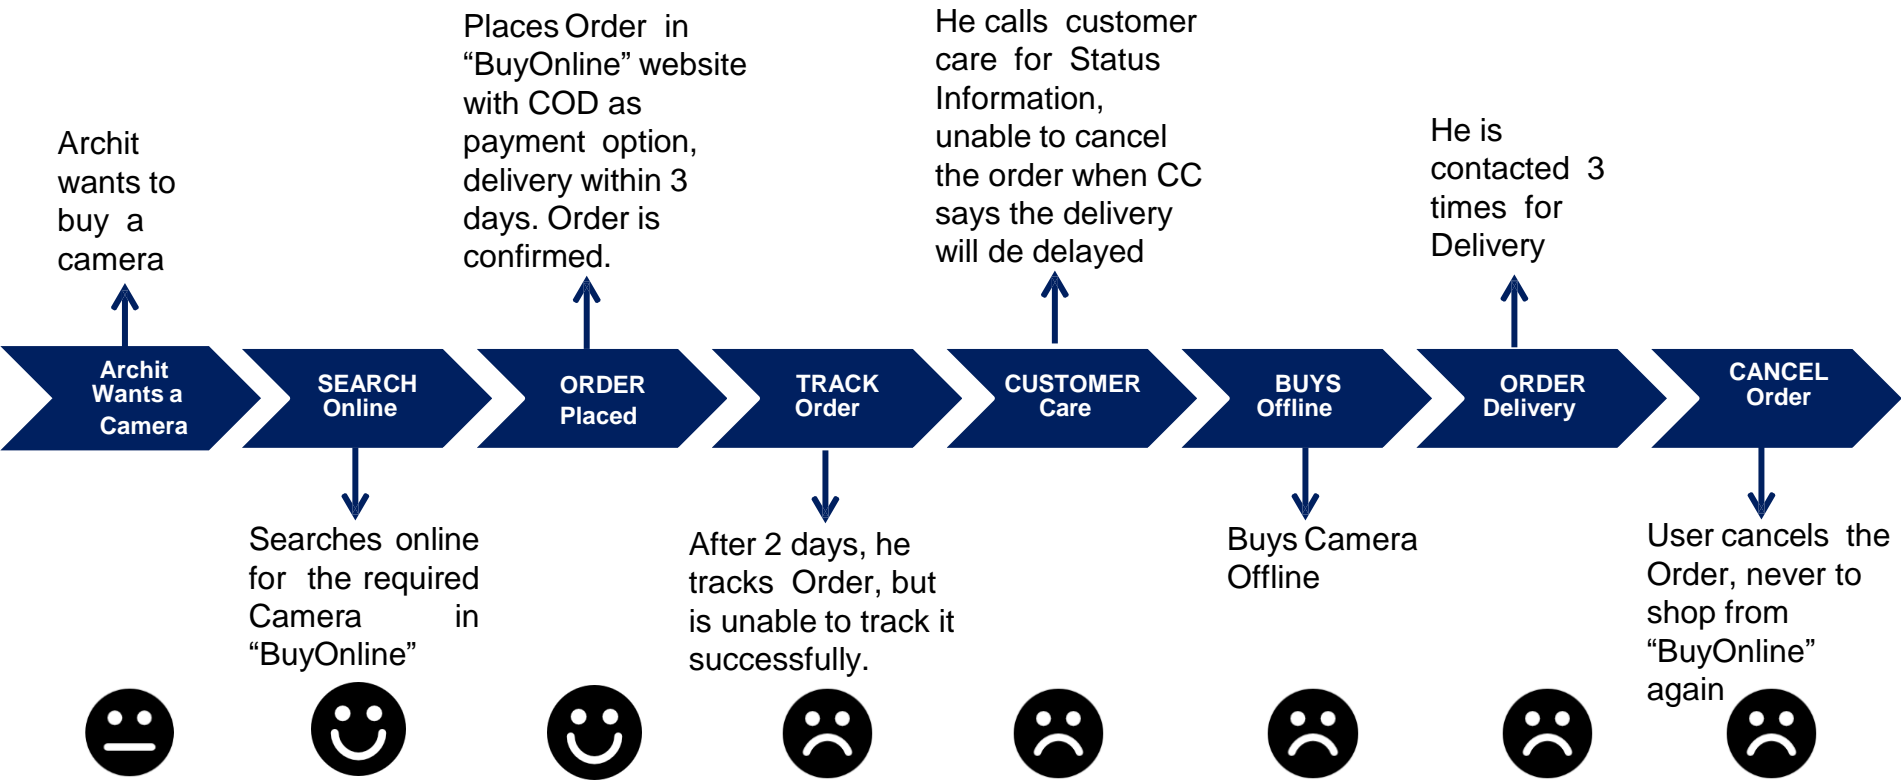 Archit
wants to
buy a
camera
Places Order in
“BuyOnline” website
with COD as
payment option,
delivery within 3
days. Order is
confirmed.
He calls customer
care for Status
Information,
unable to cancel
the order when CC
says the delivery
will de delayed
He is
contacted 3
times for
Delivery
Archit
Wants a
Camera
SEARCH
Online
ORDER
Placed
TRACK
Order
CUSTOMER
Care
BUYS
Offline
ORDER
Delivery
CANCEL
Order
Searches online
for the required
Camera in
“BuyOnline”
After 2 days, he
tracks Order, but
is unable to track it
successfully.
Buys Camera
Offline
User cancels the
Order, never to
shop from
“BuyOnline”
again